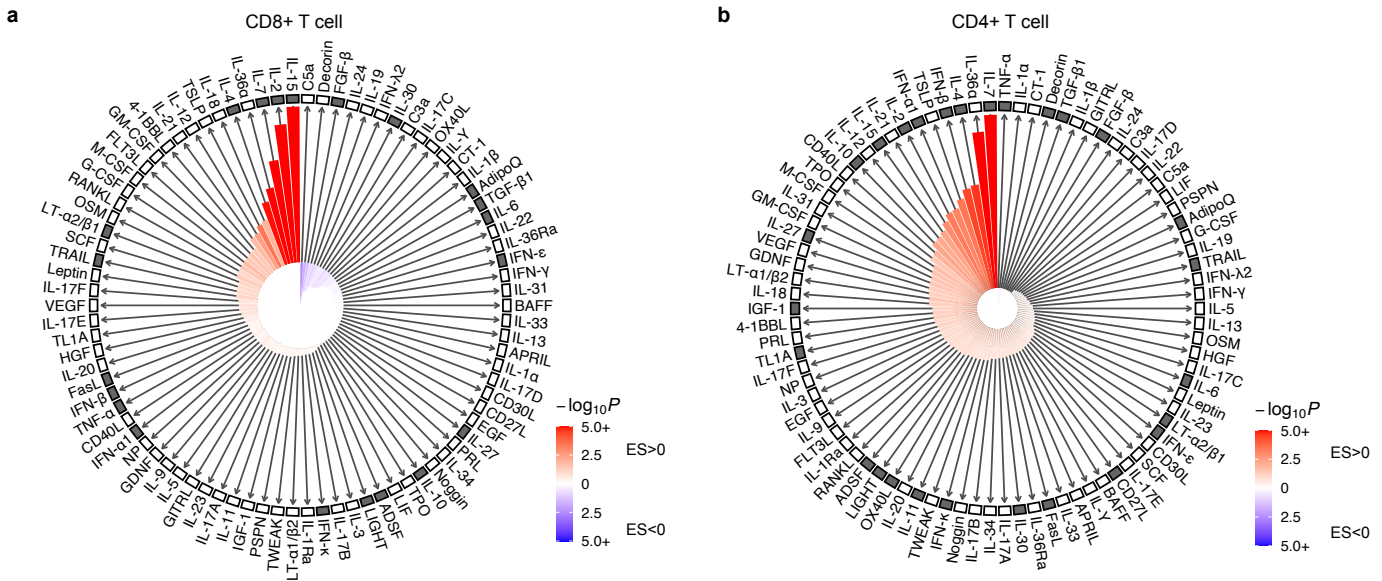 a
CD8+ T cell
C5a
Decorin
FGF-β
IL-24
IL-19
IFN-λ2
IL-30
C3a
IL-17C
OX40L
IL-Y
CT-1
IL-1β
AdipoQ
TGF-β1
IL-6
IL-22
IL-36Ra
IFN-ε
IFN-γ
IL-31
BAFF
IL-33
IL-13
APRIL
IL-1α
IL-17D
CD30L
CD27L
EGF
IL-27
PRL
IL-34
Noggin
IL-10
TPO
LIF
ADSF
LIGHT
IL-3
IL-17B
IFN-κ
IL-1Ra
LT-α1/β2
TWEAK
PSPN
IGF-1
IL-11
IL-17A
IL-23
GITRL
IL-5
IL-9
GDNF
NP
IFN-α1
CD40L
TNF-α
IFN-β
FasL
IL-20
HGF
TL1A
IL-17E
VEGF
IL-17F
Leptin
TRAIL
SCF
LT-α2/β1
OSM
RANKL
G-CSF
M-CSF
FLT3L
GM-CSF
4-1BBL
TSLP
IL-18
IL-4
IL-36α
IL-7
IL-2
IL-15
−log10P
5.0+
2.5
0
2.5
5.0+
ES>0
ES<0
b
CD4+ T cell
TNF-α
IL-1α
CT-1
Decorin
TGF-β1
IL-1β
GITRL
FGF-β
IL-24
C3a
IL-17D
IL-22
C5a
LIF
PSPN
AdipoQ
G-CSF
IL-19
TRAIL
IFN-λ2
IFN-γ
IL-5
IL-13
OSM
HGF
IL-17C
IL-6
Leptin
IL-23
LT-α2/β1
IFN-ε
CD30L
SCF
IL-17E
CD27L
BAFF
IL-Y
APRIL
IL-33
FasL
IL-36Ra
IL-30
IL-17A
IL-34
IL-17B
Noggin
IFN-κ
TWEAK
IL-11
IL-20
OX40L
LIGHT
ADSF
RANKL
IL-1Ra
FLT3L
IL-9
EGF
IL-3
NP
IL-17F
TL1A
PRL
4-1BBL
IGF-1
IL-18
LT-α1/β2
GDNF
VEGF
IL-27
GM-CSF
IL-31
M-CSF
TPO
CD40L
IFN-α1
TSLP
IFN-β
IL-4
IL-36α
IL-7
−log10P
5.0+
2.5
0
2.5
5.0+
ES>0
ES<0